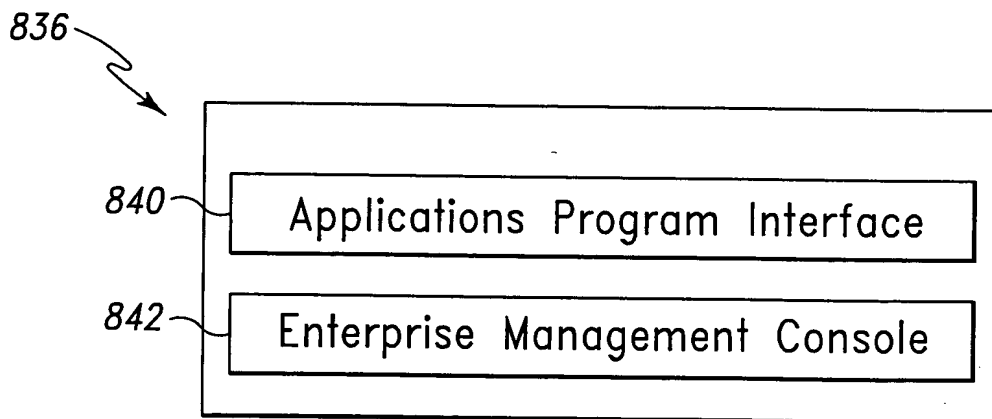 836
840 Applications Program Interface
842 Enterprise Management Console